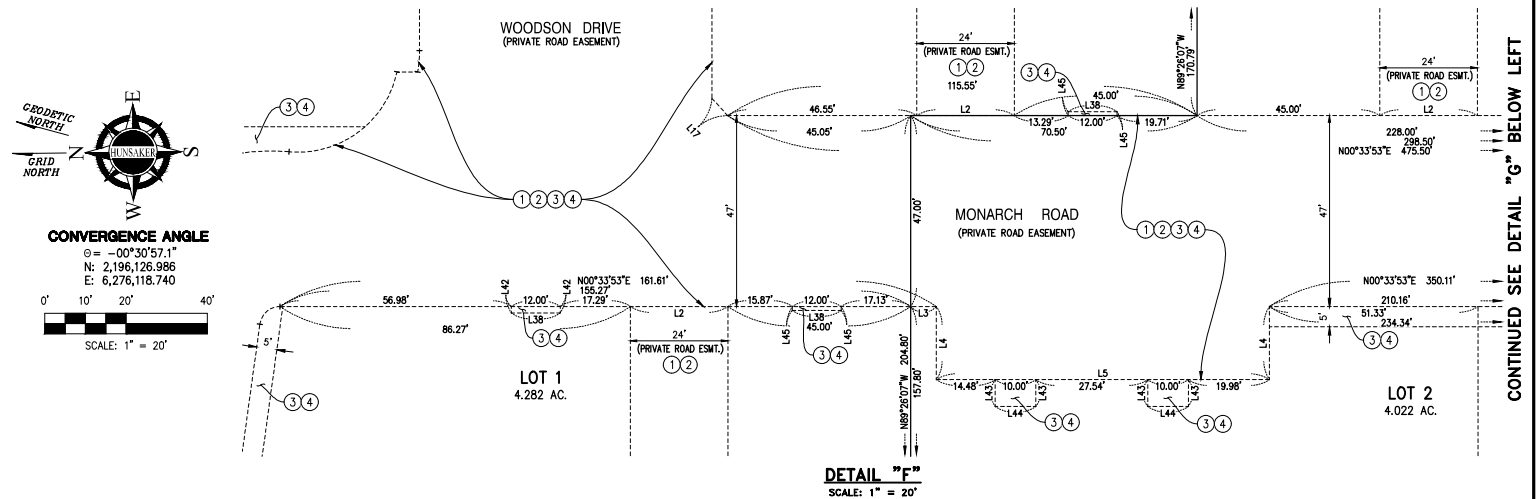 WOODSON DRIVE
(PRIVATE ROAD EASEMENT)
24'
(PRIVATE ROAD ESMT.)
1 2
115.55'
3 4
L45
45.00'
L38
N89°26'07"W
170.79'
24'
(PRIVATE ROAD ESMT.)
1 2
3 4
GEODETIC
NORTH
GRID
NORTH
E
N
S
W
HUNSAKER
L17
46.55'
45.05'
L2
13.29'
12.00'
19.71'
70.50'
L45
45.00'
L2
228.00'
298.50'
N00°33'53"E 475.50'
1 2 3 4
47'
47.00'
MONARCH ROAD
(PRIVATE ROAD EASEMENT)
1 2 3 4
47'
CONVERGENCE ANGLE
Θ= -00°30'57.1"
N: 2,196,126.986
E: 6,276,118.740
0' 10' 20' 40'
SCALE: 1" = 20'
N00°33'53"E 161.61'
155.27'
56.98'
L42
12.00'
L42
17.29'
L38
86.27'
3 4
L2
24'
(PRIVATE ROAD ESMT.)
1 2
15.87'
12.00'
17.13'
L45
L38
L45
45.00'
3 4
L3
N89°26'07"W 204.80'
157.80'
L4
L5
14.48'
10.00'
27.54'
10.00'
19.98'
L43
L43
L44
3 4
L43
L43
L44
3 4
L4
N00°33'53"E 350.11'
210.16'
51.33'
234.34'
5'
3 4
5'
3 4
LOT 1
4.282 AC.
LOT 2
4.022 AC.
DETAIL "F"
SCALE: 1" = 20'
CONTINUED SEE DETAIL "G" BELOW LEFT